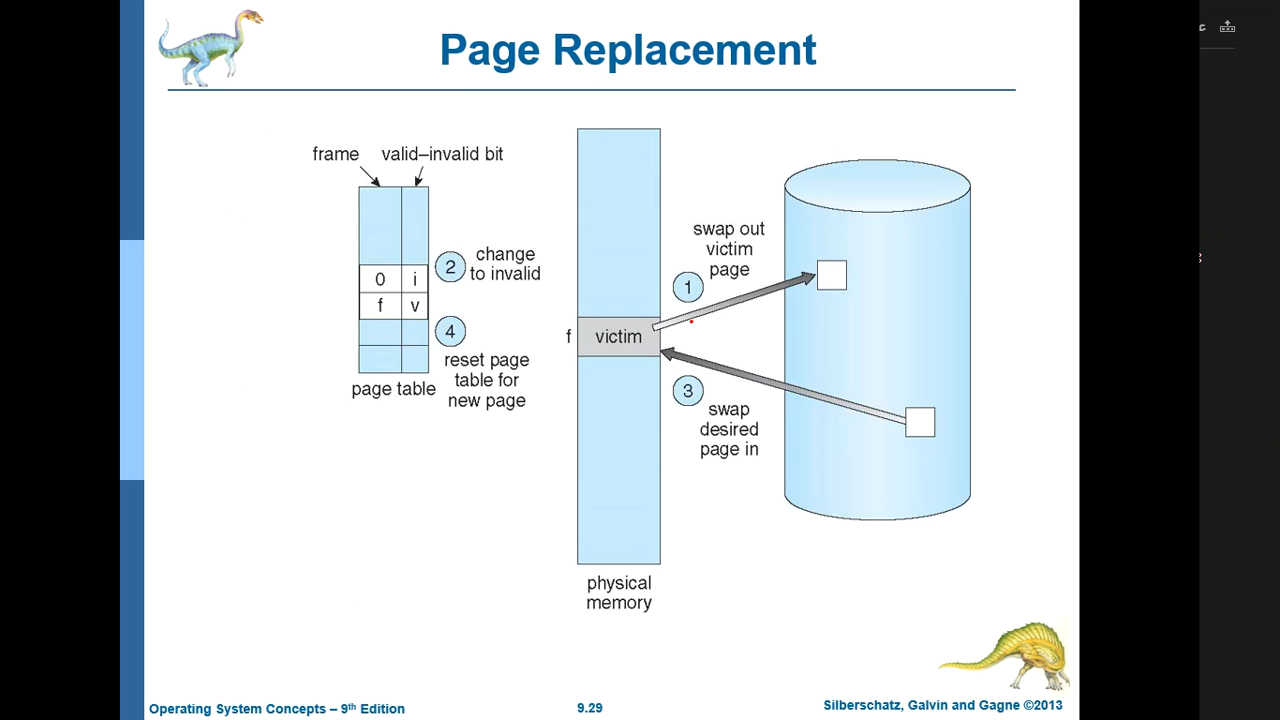 Page Replacement
frame
valid–invalid bit
0 i
f v
2
change
to invalid
4
reset page
table for
new page
page table
f
victim
physical
memory
1
swap out
victim
page
3
swap
desired
page in
Operating System Concepts – 9th Edition
9.29
Silberschatz, Galvin and Gagne ©2013